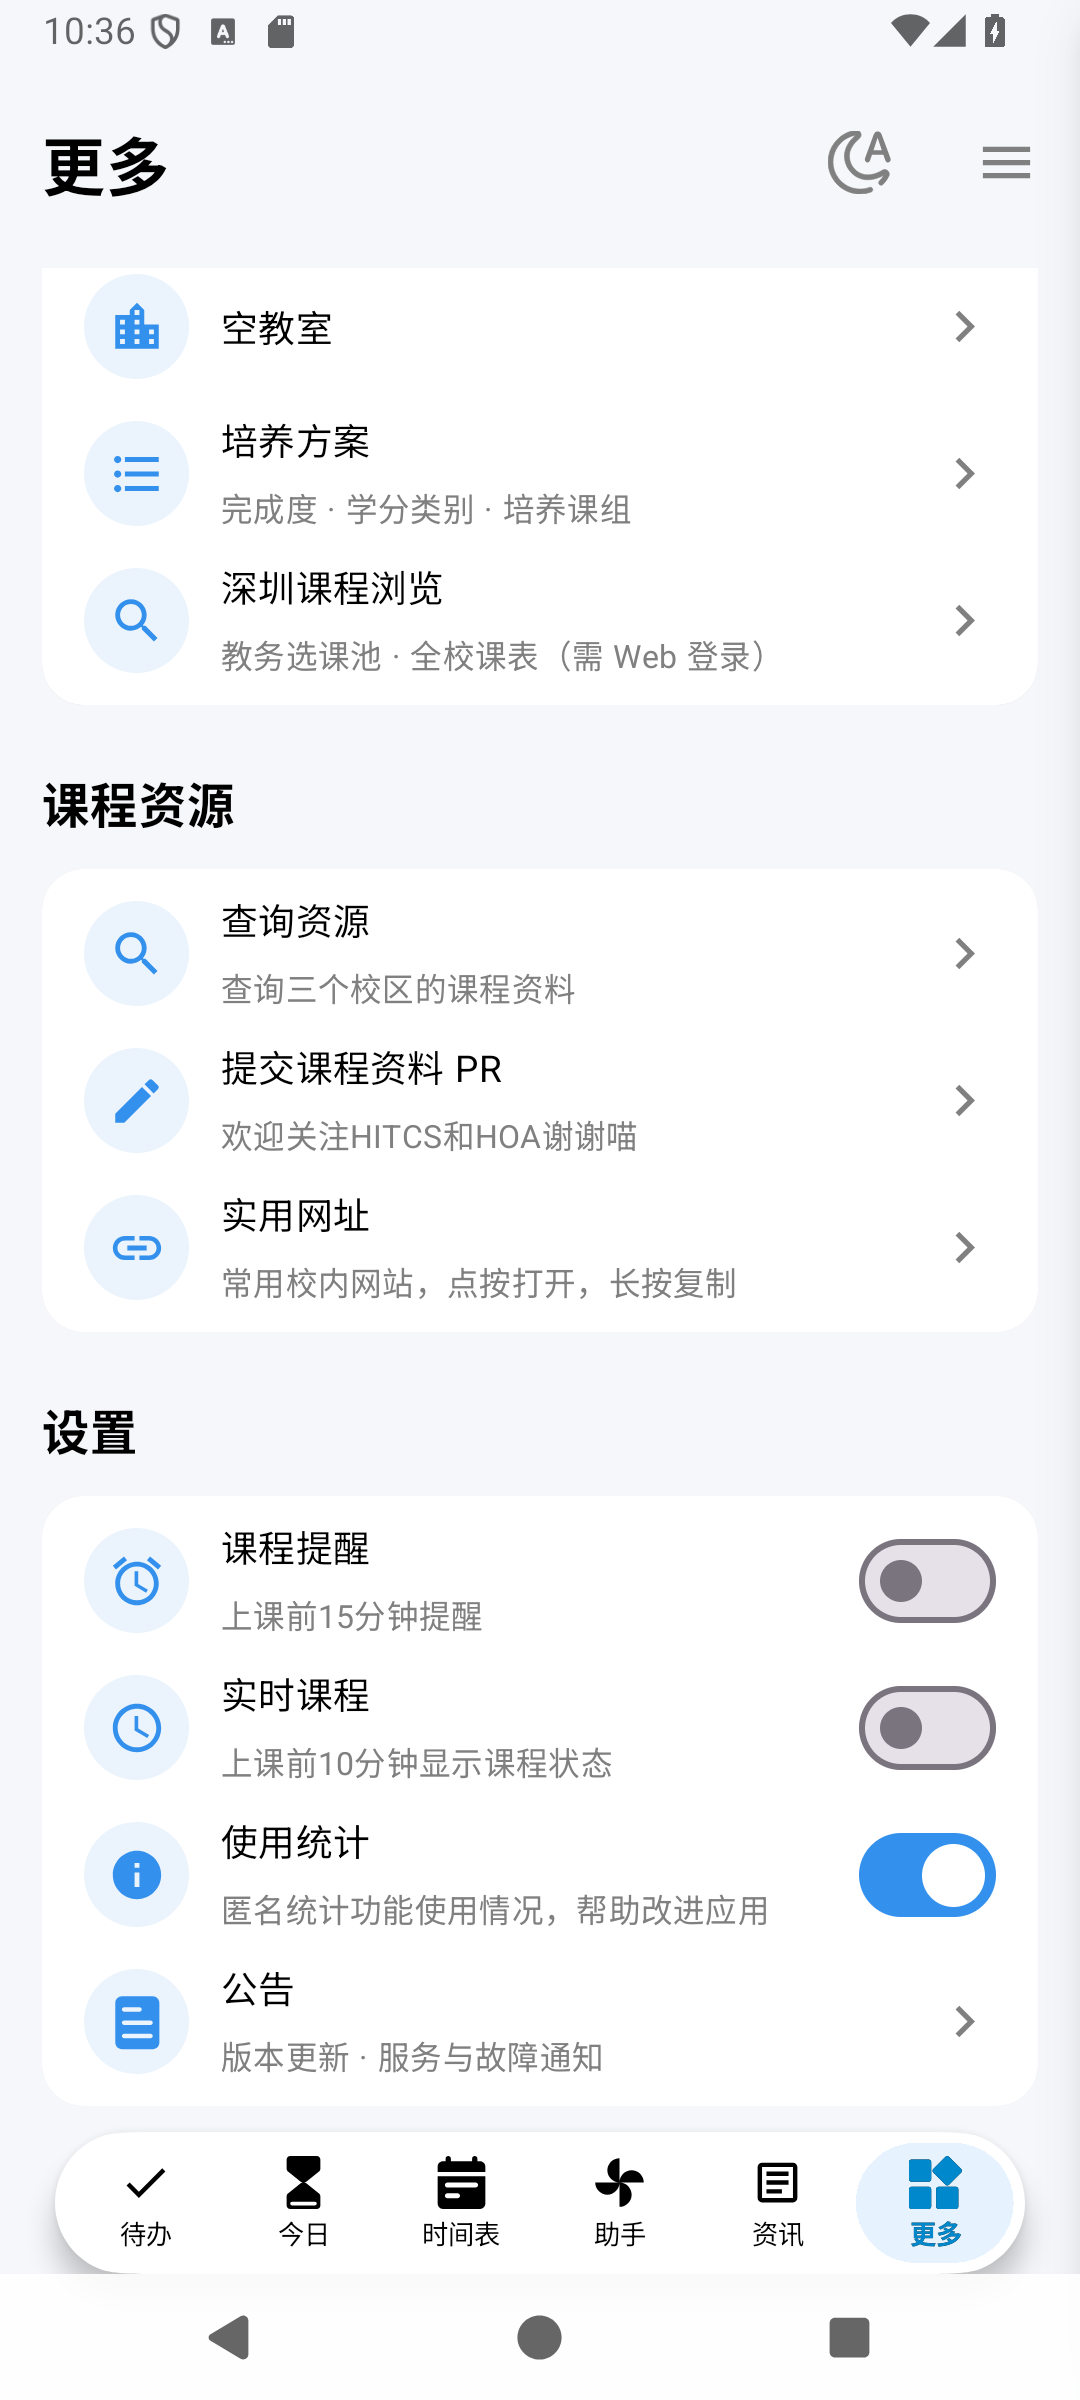 10:36
更多
空教室
培养方案
完成度 · 学分类别 · 培养课组
深圳课程浏览
教务选课池 · 全校课表（需 Web 登录）
课程资源
查询资源
查询三个校区的课程资料
提交课程资料 PR
欢迎关注HITCS和HOA谢谢喵
实用网址
常用校内网站，点按打开，长按复制
设置
课程提醒
上课前15分钟提醒
实时课程
上课前10分钟显示课程状态
使用统计
匿名统计功能使用情况，帮助改进应用
公告
版本更新 · 服务与故障通知
待办 今日 时间表 助手 资讯 更多